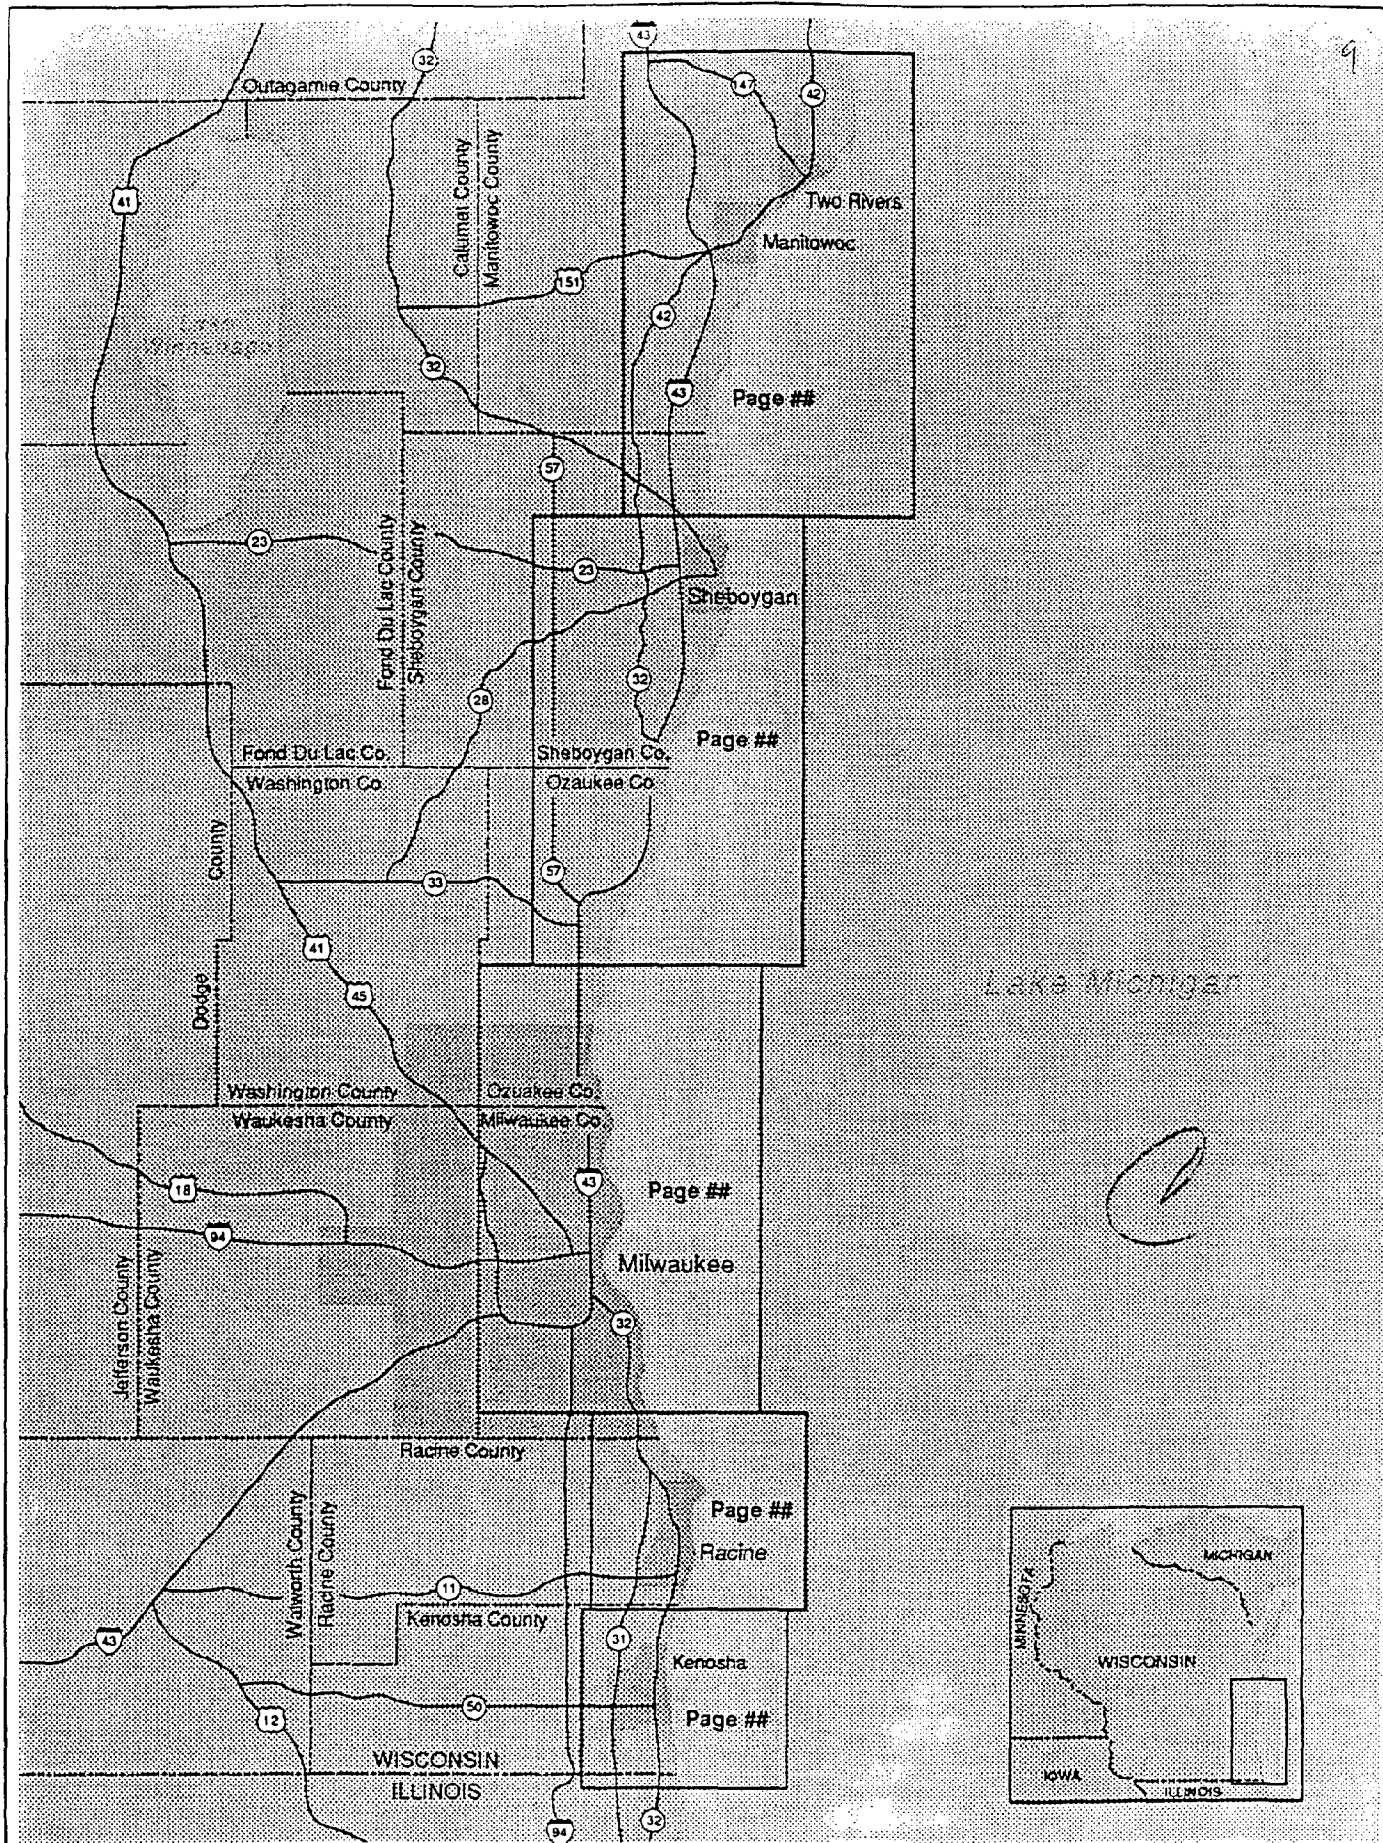 43
9
32
Outagamie County
147
42
Calumat County
Manitowoc County
41
Two Rivers
Manitowoc
151
42
32
43
Page ##
57
23
Fond Du Lac County
Sheboygan County
23
Sheboygan
32
28
Page ##
Fond Du Lac Co.
Sheboygan Co.
Washington Co
Ozaukee Co
County
57
33
41
Dodge
45
Lake Michigan
Washington County
Ozuakee Co.
Waukesha County
Milwaukee Co.
18
43
Page ##
94
Milwaukee
Jefferson County
Waukesha County
32
Racine County
Page ##
Racine
Walworth County
Racine County
11
Kenosha County
43
31
Kenosha
50
12
Page ##
WISCONSIN
ILLINOIS
94
32
MICHIGAN
MINNESOTA
WISCONSIN
IOWA
ILLINOIS